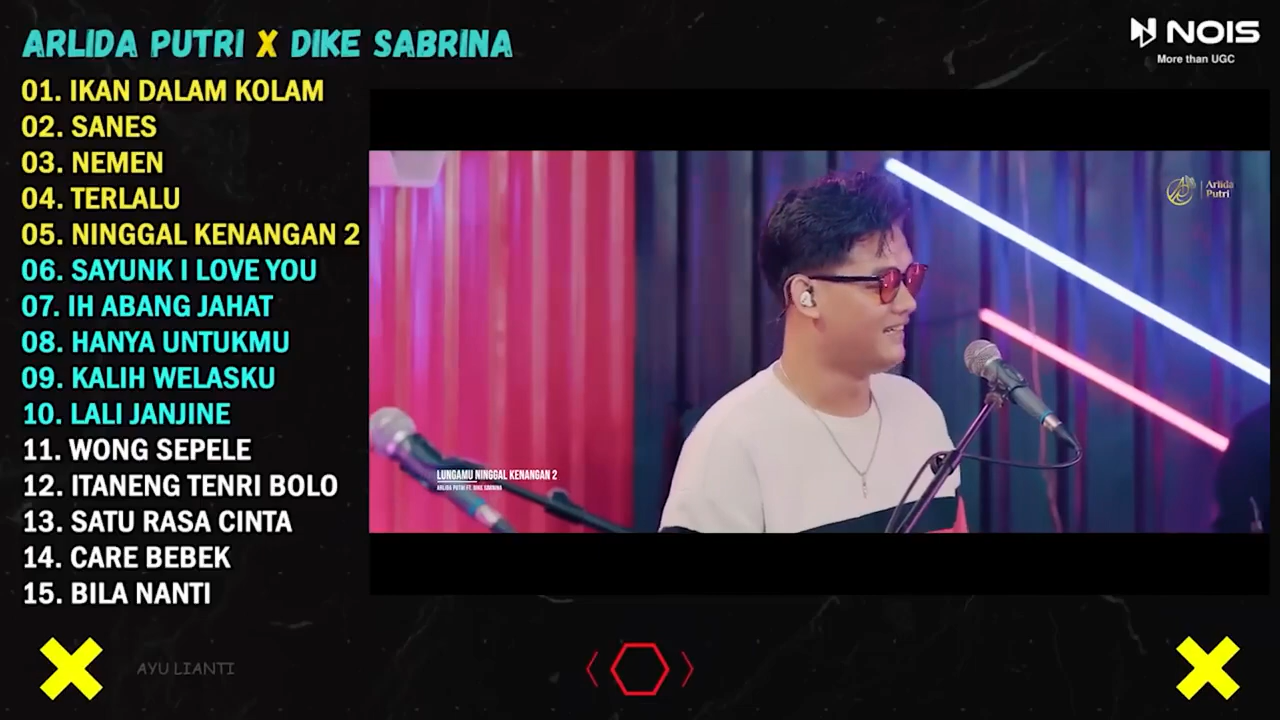 ARLIDA PUTRI X DIKE SABRINA
NOIS
More than UGC
01. IKAN DALAM KOLAM
02. SANES
03. NEMEN
04. TERLALU
05. NINGGAL KENANGAN 2
06. SAYUNK I LOVE YOU
07. IH ABANG JAHAT
08. HANYA UNTUKMU
09. KALIH WELASKU
10. LALI JANJINE
11. WONG SEPELE
12. ITANENG TENRI BOLO
13. SATU RASA CINTA
14. CARE BEBEK
15. BILA NANTI
Arlida
Putri
LUNGAMU NINGGAL KENANGAN 2
ARLIDA PUTRI FT. DIKE SABRINA
AYU LIANTI